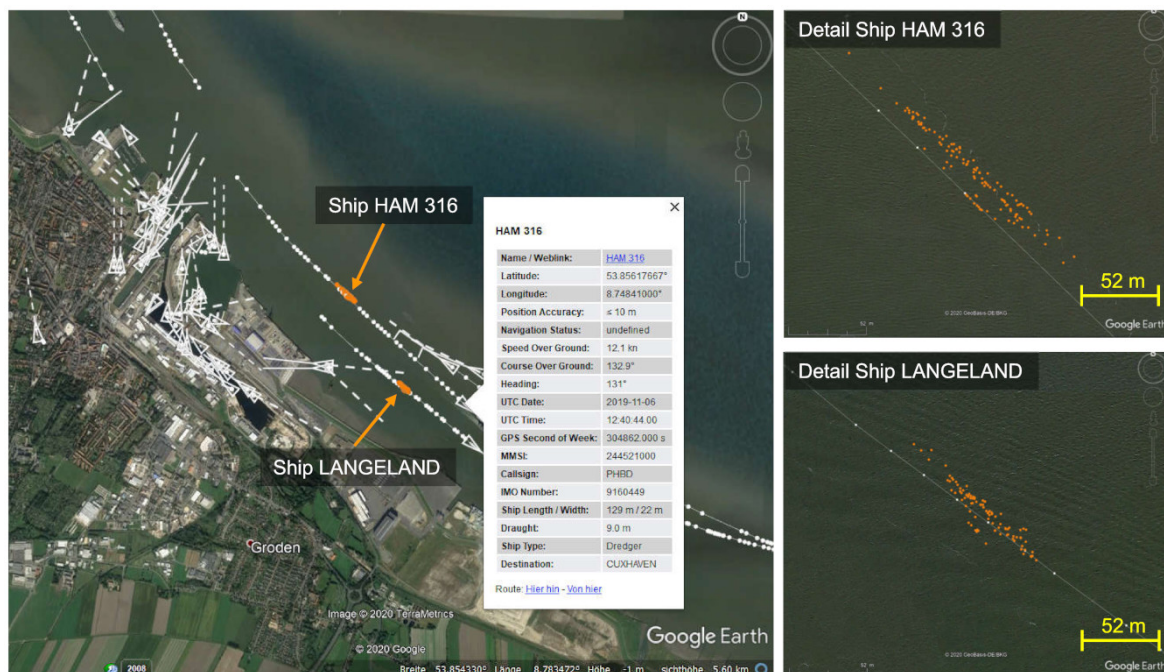 N
Ship HAM 316
Ship LANGELAND
Groden
HAM 316
Name / Weblink: HAM 316
Latitude: 53.85617667°
Longitude: 8.74841000°
Position Accuracy: ≤ 10 m
Navigation Status: undefined
Speed Over Ground: 12,1 kn
Course Over Ground: 132.9°
Heading: 131°
UTC Date: 2019-11-06
UTC Time: 12:40:44.00
GPS Second of Week: 304862.000 s
MMSI: 244521000
Callsign: PHBD
IMO Number: 9160449
Ship Length / Width: 129 m / 22 m
Draught: 9.0 m
Ship Type: Dredger
Destination: CUXHAVEN
Route: Hier hin - Von hier
Image © 2020 TerraMetrics
© 2020 Google
Google Earth
2008
Breite 53.854330° Länge 8.783472° Höhe -1 m sichthöhe 5.60 km
Detail Ship HAM 316
52 m
52 m
© 2020 GeoBasis-DE/BKG
Google Earth
Detail Ship LANGELAND
52 m
52 m
© 2020 GeoBasis-DE/BKG
Google Earth